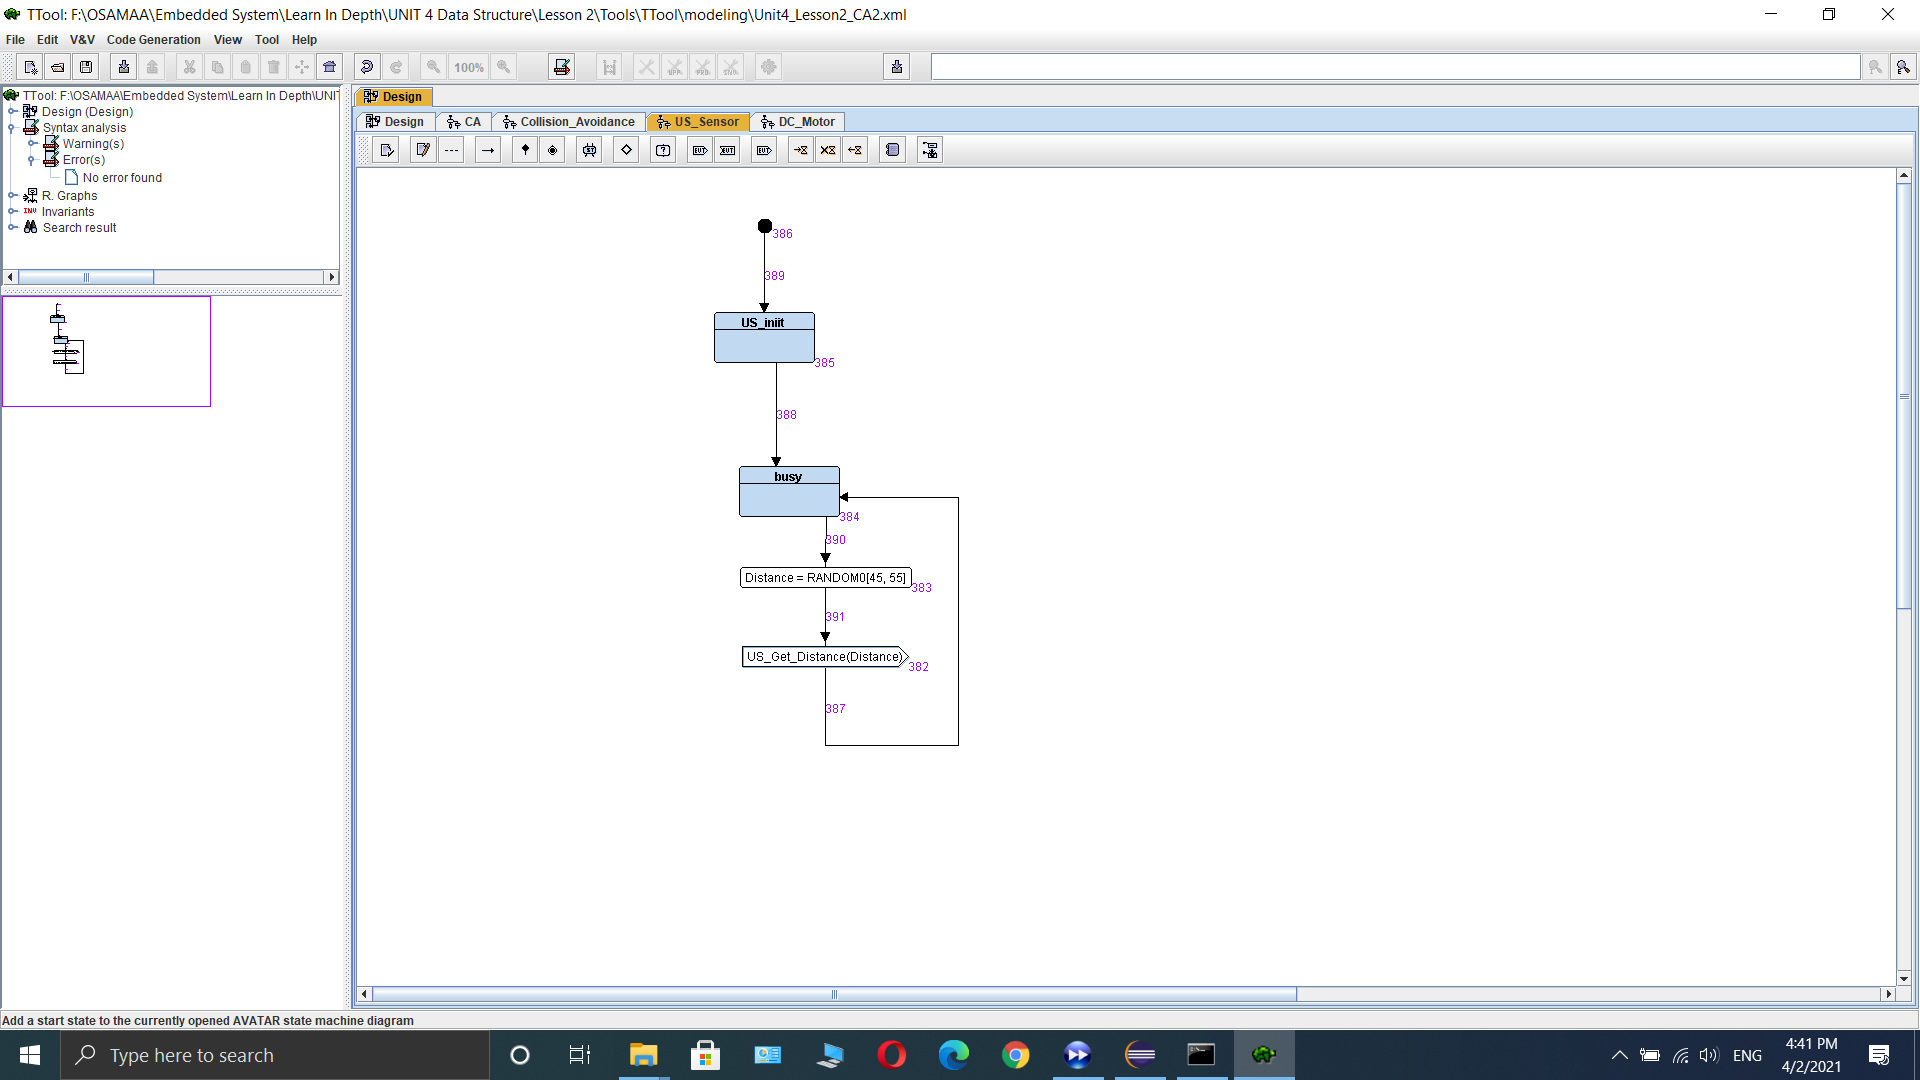 TTool: F:\OSAMAA\Embedded System\Learn In Depth\UNIT 4 Data Structure\Lesson 2\Tools\TTool\modeling\Unit4_Lesson2_CA2.xml
File Edit V&V Code Generation View Tool Help
100%
TTool: F:\OSAMAA\Embedded System\Learn In Depth\UNIT
Design (Design)
Syntax analysis
Warning(s)
Error(s)
No error found
R. Graphs
Invariants
Search result
Design
Design CA Collision_Avoidance US_Sensor DC_Motor
386
389
US_iniit
385
388
busy
384
390
Distance = RANDOM0[45, 55]
383
391
US_Get_Distance(Distance)
382
387
Add a start state to the currently opened AVATAR state machine diagram
Type here to search
ENG
4:41 PM
4/2/2021